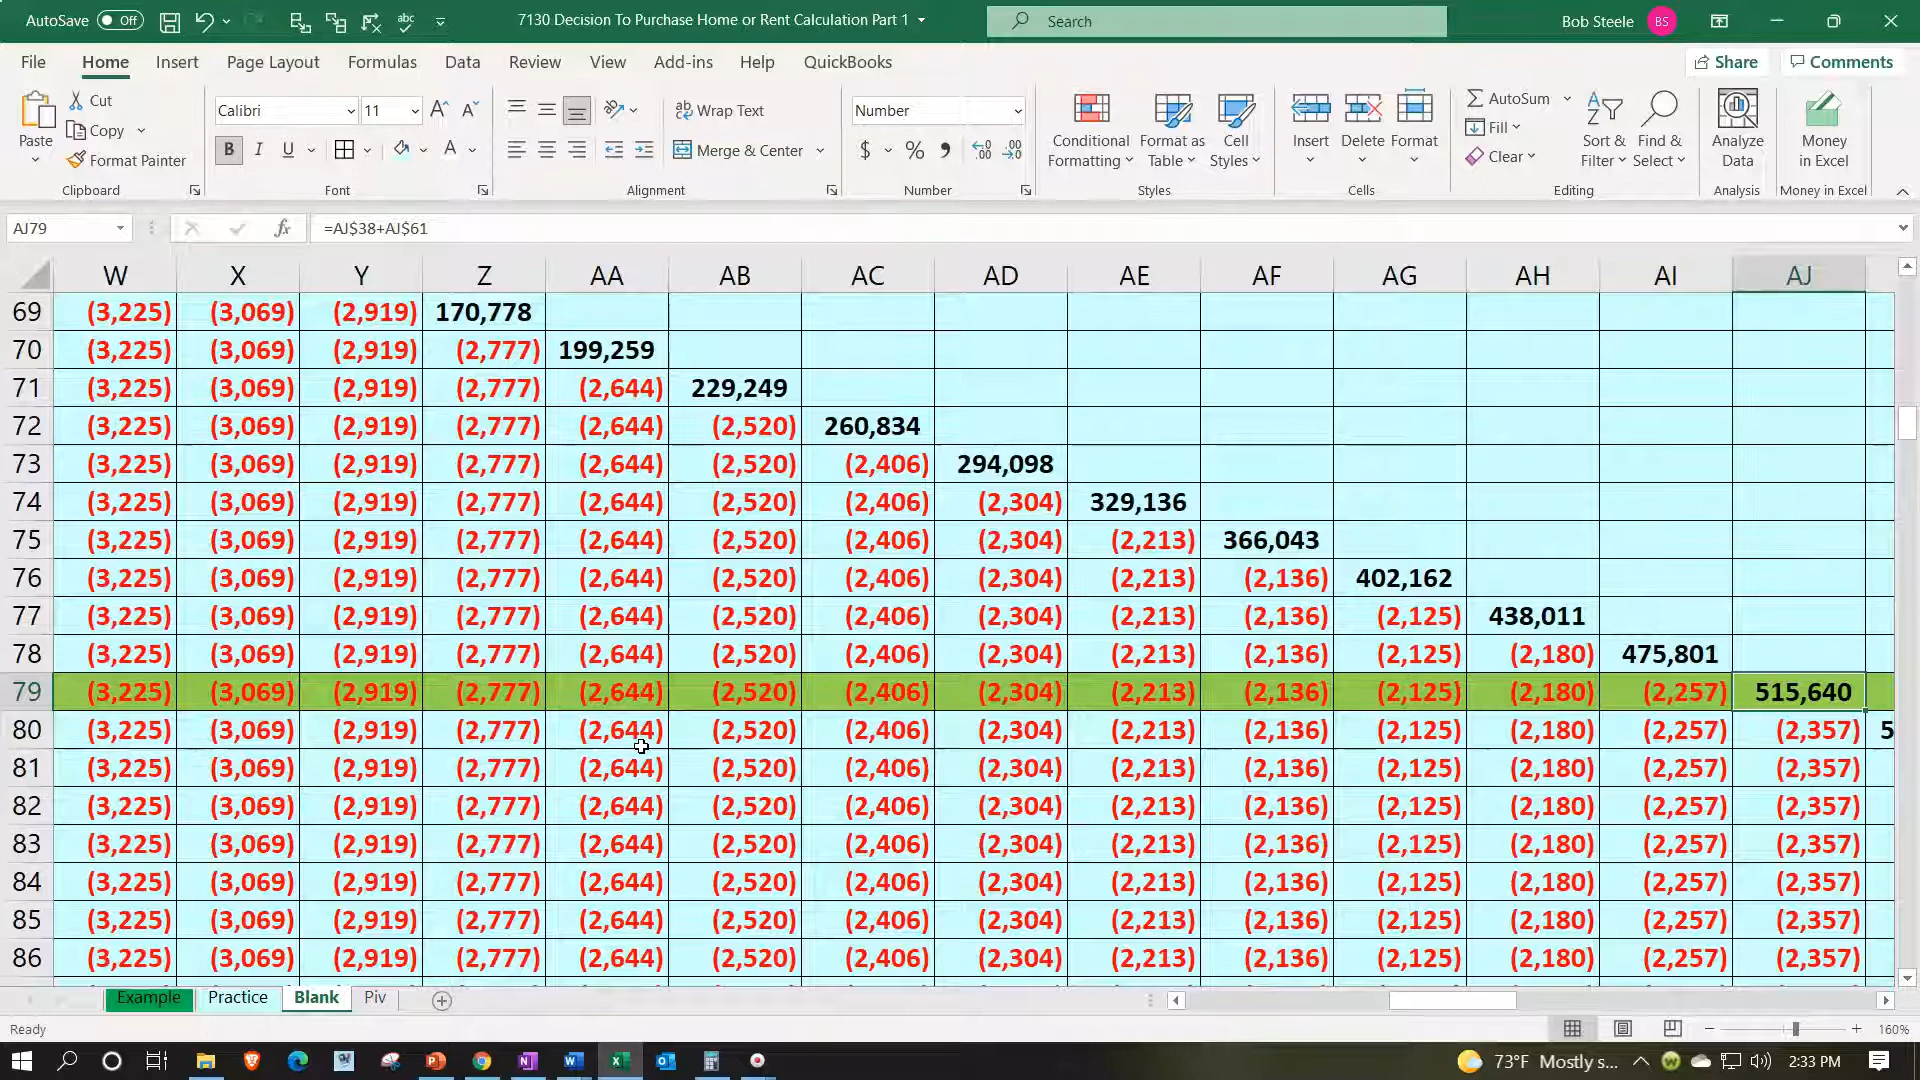 AutoSave Off 7130 Decision To Purchase Home or Rent Calculation Part 1 Search Bob Steele BS
File Home Insert Page Layout Formulas Data Review View Add-ins Help QuickBooks Share Comments
Paste Cut Copy Format Painter Clipboard
Calibri 11 B I U A Font
ab Wrap Text Merge & Center Alignment
Number $ % Number
Conditional Formatting Format as Table Cell Styles Styles
Insert Delete Format Cells
AutoSum Fill Clear Sort & Filter Find & Select Editing
Analyze Data Analysis
Money in Excel Money in Excel
AJ79 fx =AJ$38+AJ$61
W X Y Z AA AB AC AD AE AF AG AH AI AJ
69 (3,225) (3,069) (2,919) 170,778
70 (3,225) (3,069) (2,919) (2,777) 199,259
71 (3,225) (3,069) (2,919) (2,777) (2,644) 229,249
72 (3,225) (3,069) (2,919) (2,777) (2,644) (2,520) 260,834
73 (3,225) (3,069) (2,919) (2,777) (2,644) (2,520) (2,406) 294,098
74 (3,225) (3,069) (2,919) (2,777) (2,644) (2,520) (2,406) (2,304) 329,136
75 (3,225) (3,069) (2,919) (2,777) (2,644) (2,520) (2,406) (2,304) (2,213) 366,043
76 (3,225) (3,069) (2,919) (2,777) (2,644) (2,520) (2,406) (2,304) (2,213) (2,136) 402,162
77 (3,225) (3,069) (2,919) (2,777) (2,644) (2,520) (2,406) (2,304) (2,213) (2,136) (2,125) 438,011
78 (3,225) (3,069) (2,919) (2,777) (2,644) (2,520) (2,406) (2,304) (2,213) (2,136) (2,125) (2,180) 475,801
79 (3,225) (3,069) (2,919) (2,777) (2,644) (2,520) (2,406) (2,304) (2,213) (2,136) (2,125) (2,180) (2,257) 515,640
80 (3,225) (3,069) (2,919) (2,777) (2,644) (2,520) (2,406) (2,304) (2,213) (2,136) (2,125) (2,180) (2,257) (2,357) 5
81 (3,225) (3,069) (2,919) (2,777) (2,644) (2,520) (2,406) (2,304) (2,213) (2,136) (2,125) (2,180) (2,257) (2,357)
82 (3,225) (3,069) (2,919) (2,777) (2,644) (2,520) (2,406) (2,304) (2,213) (2,136) (2,125) (2,180) (2,257) (2,357)
83 (3,225) (3,069) (2,919) (2,777) (2,644) (2,520) (2,406) (2,304) (2,213) (2,136) (2,125) (2,180) (2,257) (2,357)
84 (3,225) (3,069) (2,919) (2,777) (2,644) (2,520) (2,406) (2,304) (2,213) (2,136) (2,125) (2,180) (2,257) (2,357)
85 (3,225) (3,069) (2,919) (2,777) (2,644) (2,520) (2,406) (2,304) (2,213) (2,136) (2,125) (2,180) (2,257) (2,357)
86 (3,225) (3,069) (2,919) (2,777) (2,644) (2,520) (2,406) (2,304) (2,213) (2,136) (2,125) (2,180) (2,257) (2,357)
Example Practice Blank Piv
Ready 160%
73°F Mostly s... 2:33 PM